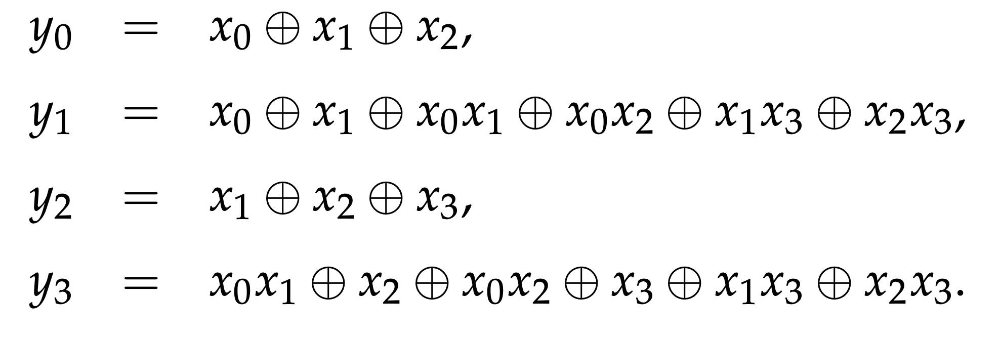 y₀ = x₀ ⊕ x₁ ⊕ x₂,
y₁ = x₀ ⊕ x₁ ⊕ x₀x₁ ⊕ x₀x₂ ⊕ x₁x₃ ⊕ x₂x₃,
y₂ = x₁ ⊕ x₂ ⊕ x₃,
y₃ = x₀x₁ ⊕ x₂ ⊕ x₀x₂ ⊕ x₃ ⊕ x₁x₃ ⊕ x₂x₃.